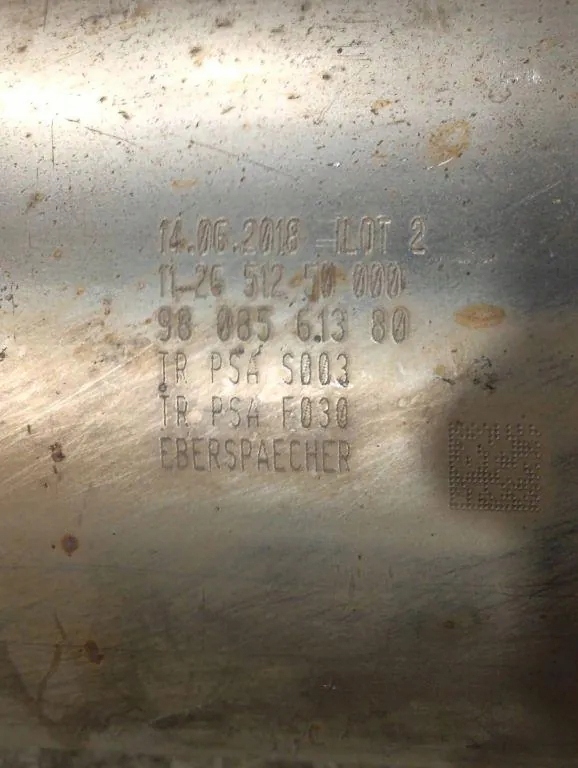 14.06.2018 ILOT 2
11-26 512 50 000
98 085 613 80
TR PSA S003
TR PSA F030
EBERSPAECHER